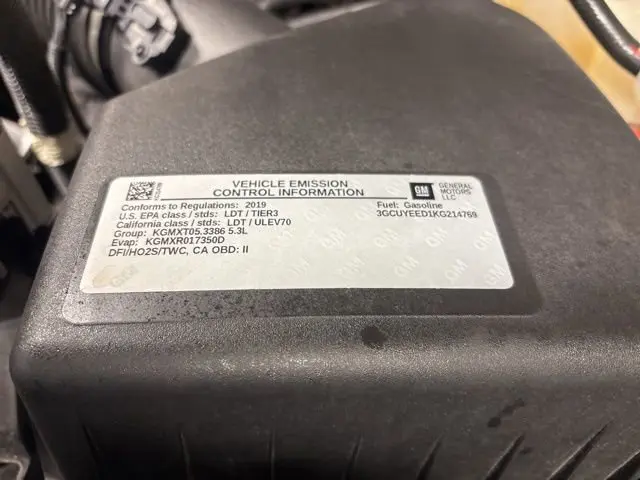 VEHICLE EMISSION
CONTROL INFORMATION
GM
GENERAL
MOTORS
LLC
Conforms to Regulations: 2019
U.S. EPA class / stds: LDT / TIER3
California class / stds: LDT / ULEV70
Group: KGMXT05.3386 5.3L
Evap: KGMXR017350D
DFI/HO2S/TWC, CA OBD: II
Fuel: Gasoline
3GCUYEED1KG214769